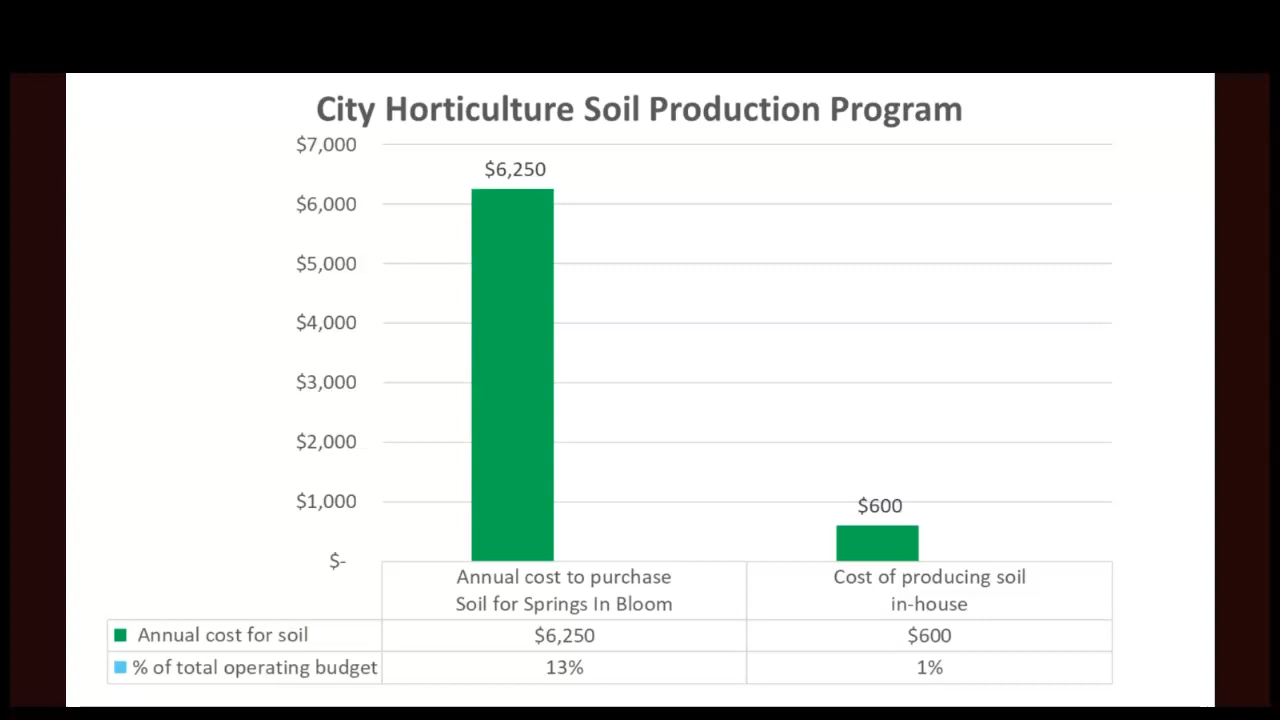 City Horticulture Soil Production Program
$7,000
$6,250
$6,000
$5,000
$4,000
$3,000
$2,000
$1,000
$600
$-
Annual cost to purchase
Soil for Springs In Bloom
Cost of producing soil
in-house
Annual cost for soil $6,250 $600
% of total operating budget 13% 1%